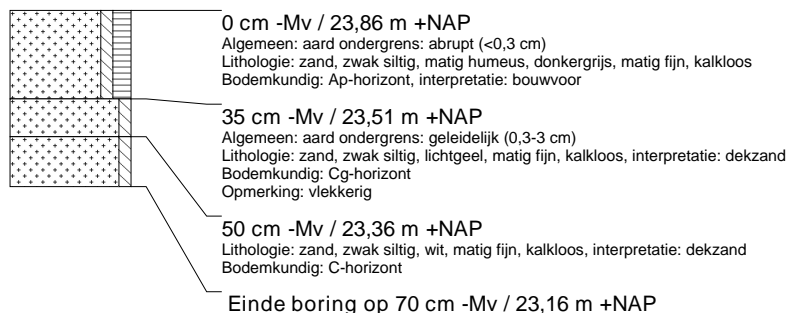 0 cm -Mv / 23,86 m +NAP
Algemeen: aard ondergrens: abrupt (<0,3 cm)
Lithologie: zand, zwak siltig, matig humeus, donkergrijs, matig fijn, kalkloos
Bodemkundig: Ap-horizont, interpretatie: bouwvoor
35 cm -Mv / 23,51 m +NAP
Algemeen: aard ondergrens: geleidelijk (0,3-3 cm)
Lithologie: zand, zwak siltig, lichtgeel, matig fijn, kalkloos, interpretatie: dekzand
Bodemkundig: Cg-horizont
Opmerking: vlekkerig
50 cm -Mv / 23,36 m +NAP
Lithologie: zand, zwak siltig, wit, matig fijn, kalkloos, interpretatie: dekzand
Bodemkundig: C-horizont
Einde boring op 70 cm -Mv / 23,16 m +NAP